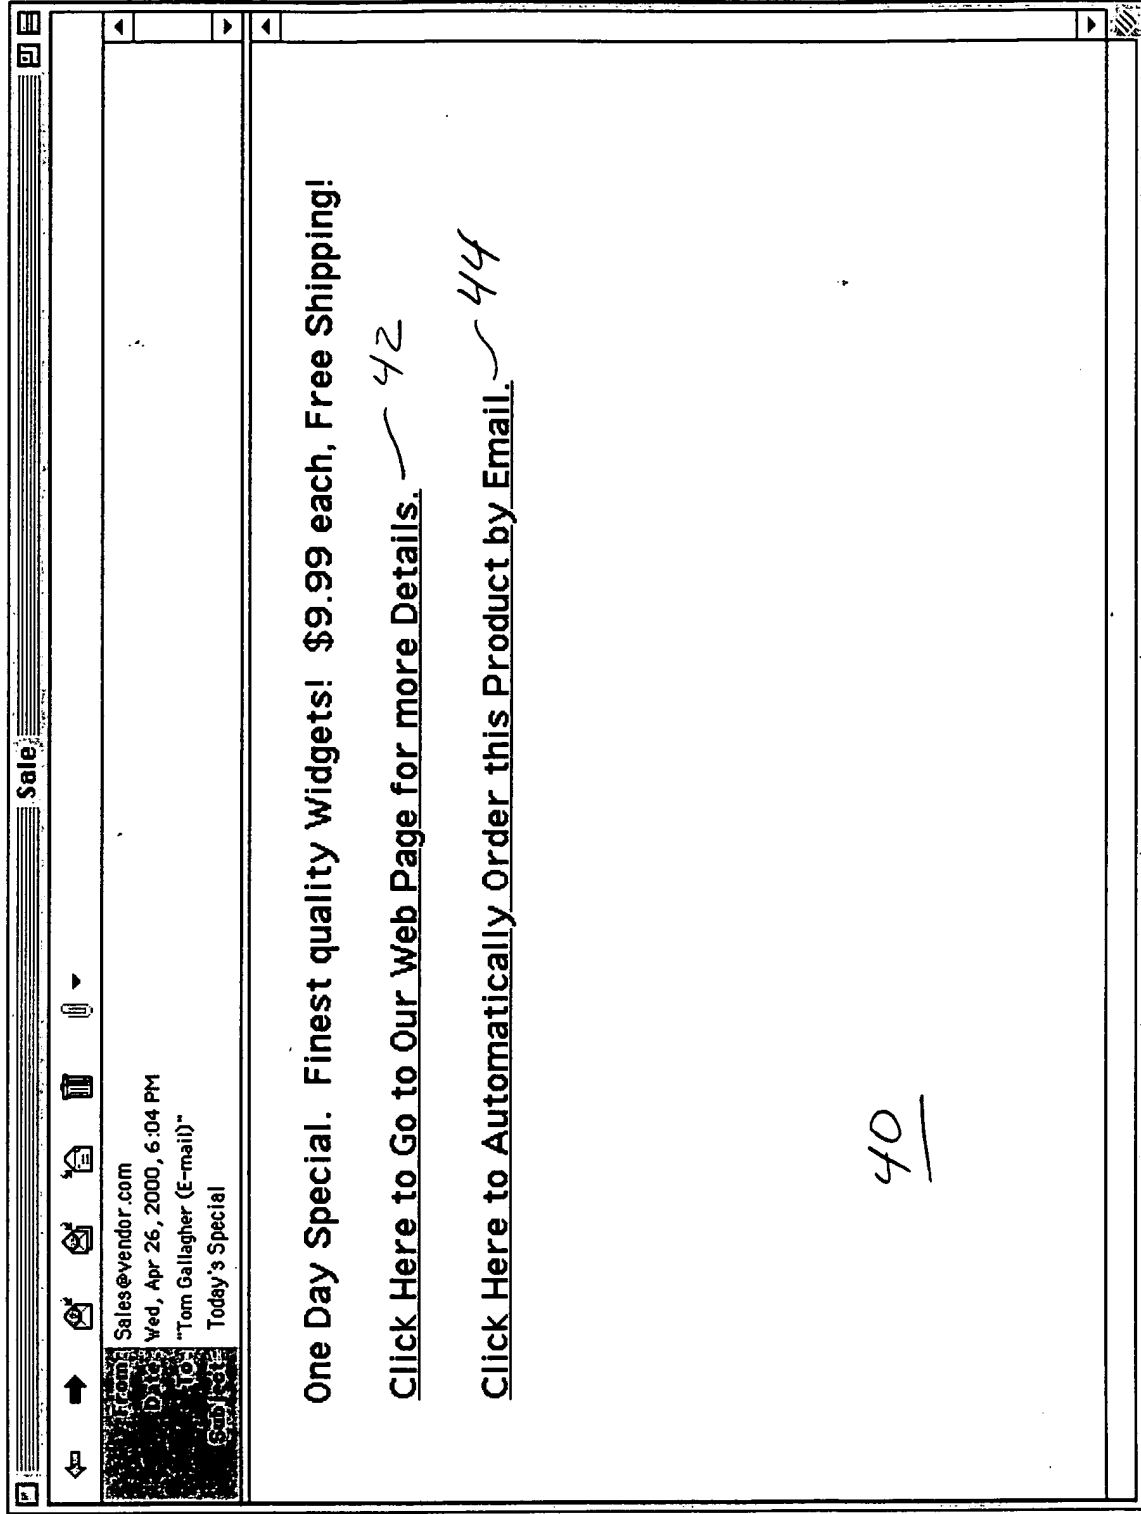 Sale
From: Sales@vendor.com
Date: Wed, Apr 26, 2000, 6:04 PM
To: "Tom Gallagher (E-mail)"
Subject: Today's Special
One Day Special. Finest quality Widgets! $9.99 each, Free Shipping!
Click Here to Go to Our Web Page for more Details. 42
Click Here to Automatically Order this Product by Email. 44
40